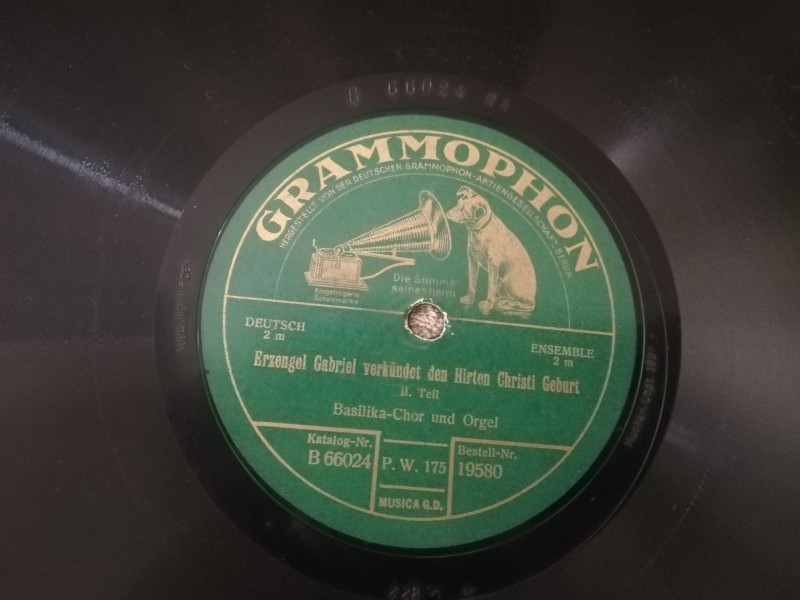 B 66024
GRAMMOPHON
HERGESTELLT VON DER DEUTSCHEN GRAMMOPHON-AKTIENGESELLSCHAFT-BERLIN
Die Stimme
seines Herrn
Eingetragene
Schutzmarke
DEUTSCH
2 m
ENSEMBLE
2 m
Erzengel Gabriel verkündet den Hirten Christi Geburt
II. Teil
Basilika-Chor und Orgel
Katalog-Nr.
B 66024
P. W. 175
Bestell-Nr.
19580
MUSICA G.D.